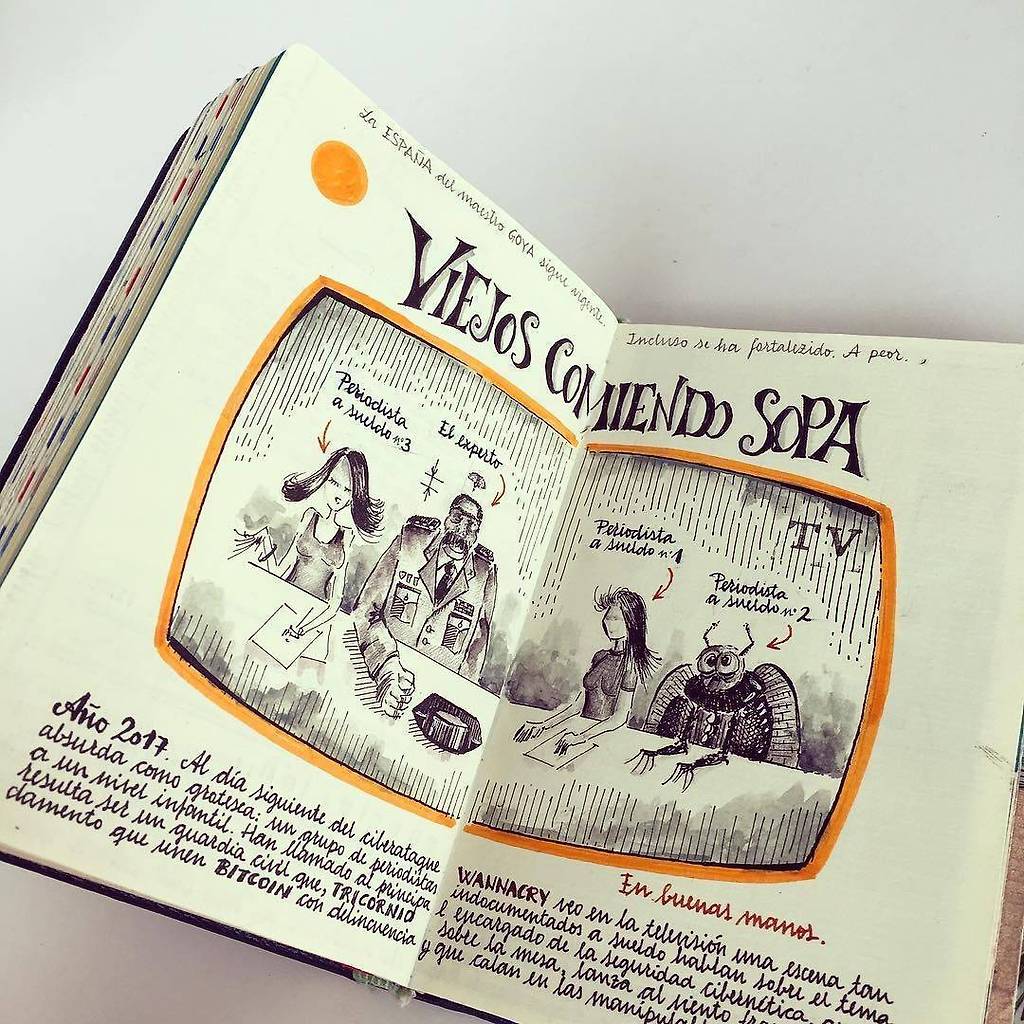 La ESPAÑA del maestro GOYA sigue vigente.
Incluso se ha fortalecido. A peor.
VIEJOS COMIENDO SOPA
Periodista
a sueldo nº3
El experto
TV
Periodista
a sueldo nº1
Periodista
a sueldo nº2
En buenas manos.
Año 2017. Al día siguiente del ciberataque WANNACRY veo en la televisión una escena tan
absurda como grotesca: un grupo de periodistas indocumentados a sueldo hablan sobre el tema
a un nivel infantil. Han llamado al principa e encargado de la seguridad cibernética,
resulta ser un guardia civil que, TRICORNIO sobre la mesa, lanza al viento
damento que unen BITCOIN con delincuencia y que calan en las